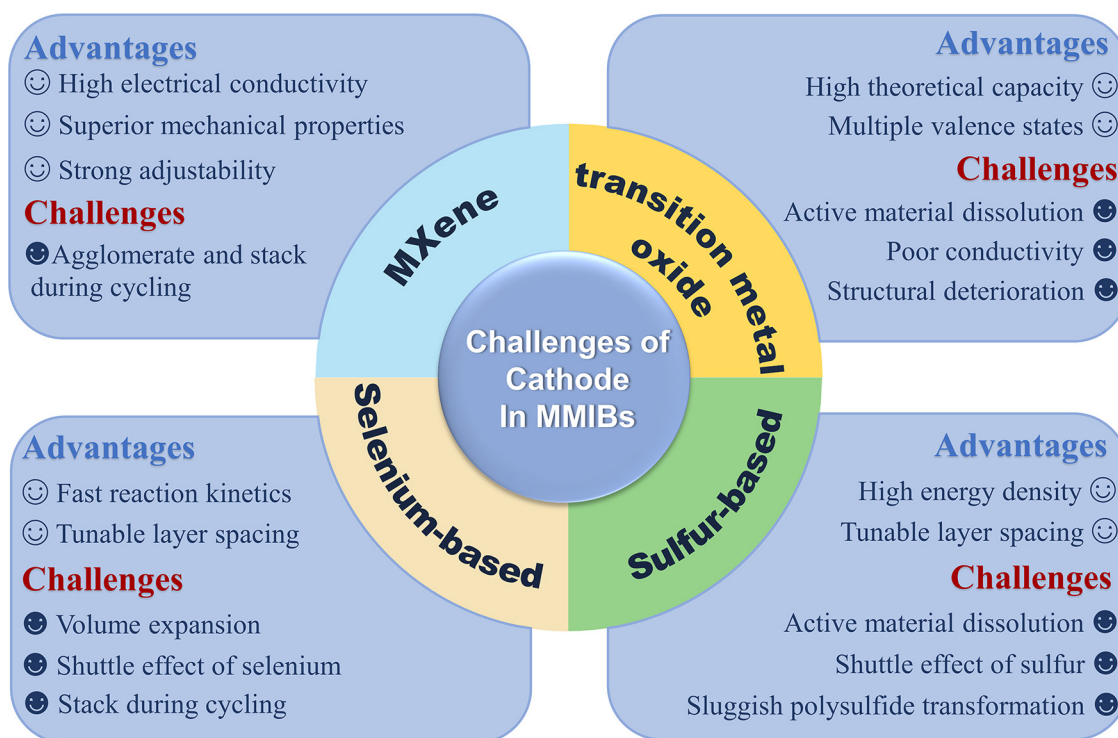 Advantages
High electrical conductivity
Superior mechanical properties
Strong adjustability
Challenges
Agglomerate and stack
during cycling
Advantages
High theoretical capacity
Multiple valence states
Challenges
Active material dissolution
Poor conductivity
Structural deterioration
MXene
transition metal
oxide
Challenges of
Cathode
In MMIBs
Selenium-based
Sulfur-based
Advantages
Fast reaction kinetics
Tunable layer spacing
Challenges
Volume expansion
Shuttle effect of selenium
Stack during cycling
Advantages
High energy density
Tunable layer spacing
Challenges
Active material dissolution
Shuttle effect of sulfur
Sluggish polysulfide transformation